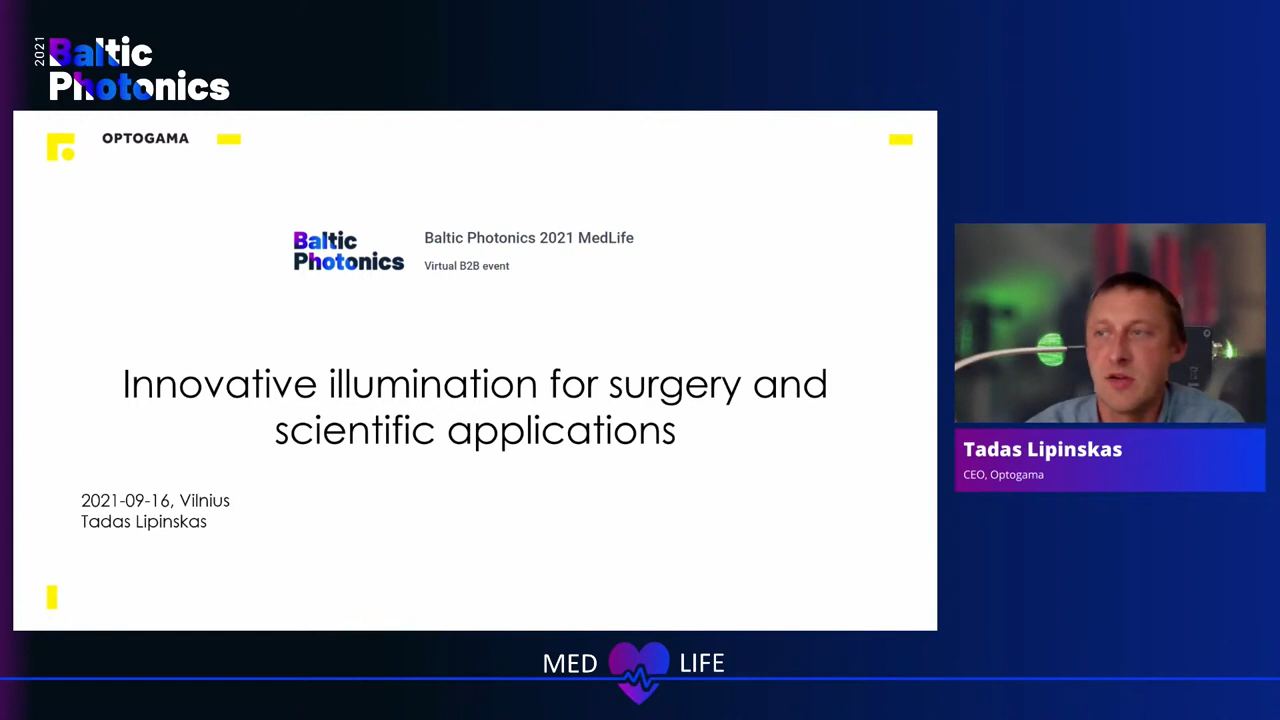 2021
Baltic
Photonics
OPTOGAMA
Baltic
Photonics
Baltic Photonics 2021 MedLife
Virtual B2B event
Innovative illumination for surgery and
scientific applications
2021-09-16, Vilnius
Tadas Lipinskas
Tadas Lipinskas
CEO, Optogama
MED LIFE